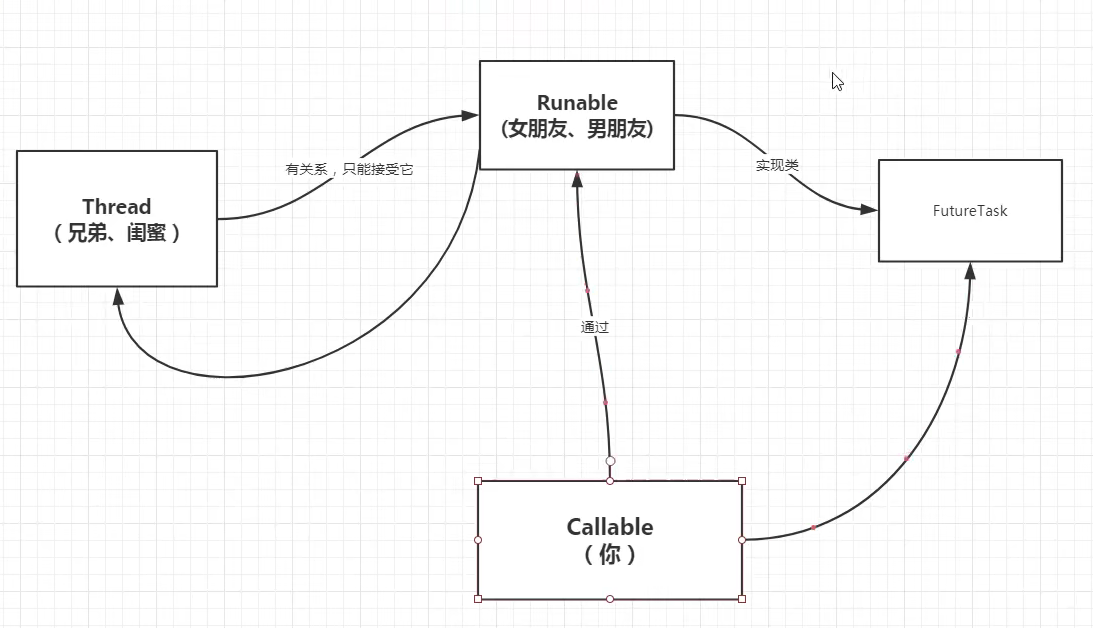 Runable
(女朋友、男朋友)
有关系，只能接受它
实现类
Thread
（兄弟、闺蜜）
FutureTask
通过
Callable
（你）